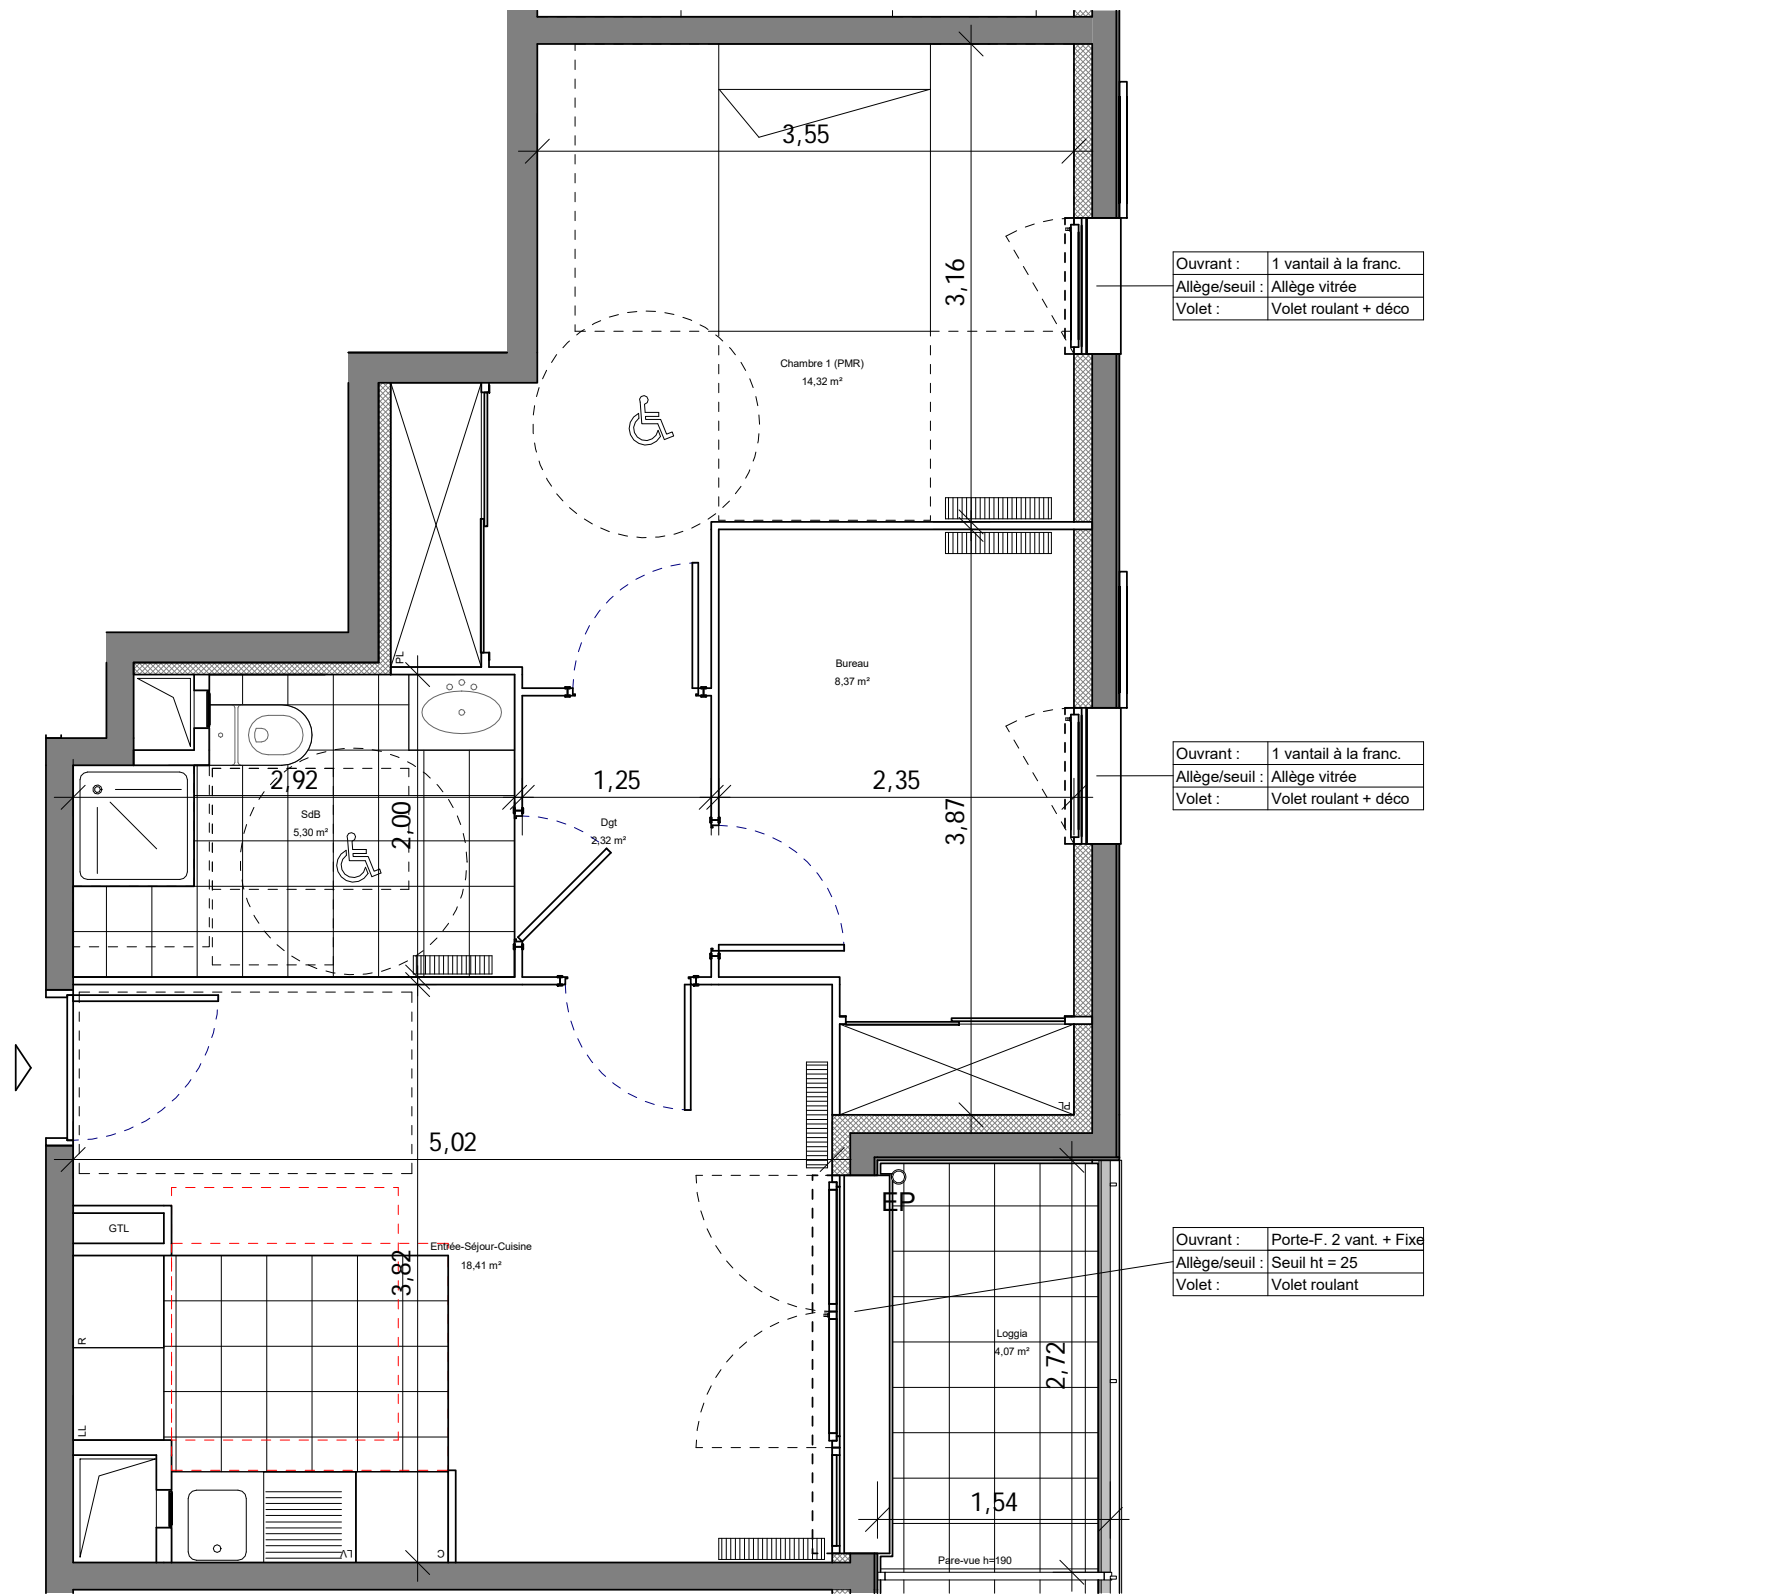 3,55
3,16
Ouvrant : 1 vantail à la franc.
Allège/seuil : Allège vitrée
Volet : Volet roulant + déco
Chambre 1 (PMR)
14,32 m²
PL
Bureau
8,37 m²
Ouvrant : 1 vantail à la franc.
Allège/seuil : Allège vitrée
Volet : Volet roulant + déco
2,92
1,25
2,35
2,00
3,87
SdB
5,30 m²
Dgt
2,32 m²
PL
5,02
EP
GTL
Entrée-Séjour-Cuisine
18,41 m²
3,82
Ouvrant : Porte-F. 2 vant. + Fixe
Allège/seuil : Seuil ht = 25
Volet : Volet roulant
R
Loggia
4,07 m²
2,72
LL
1,54
LV
C
Pare-vue h=190